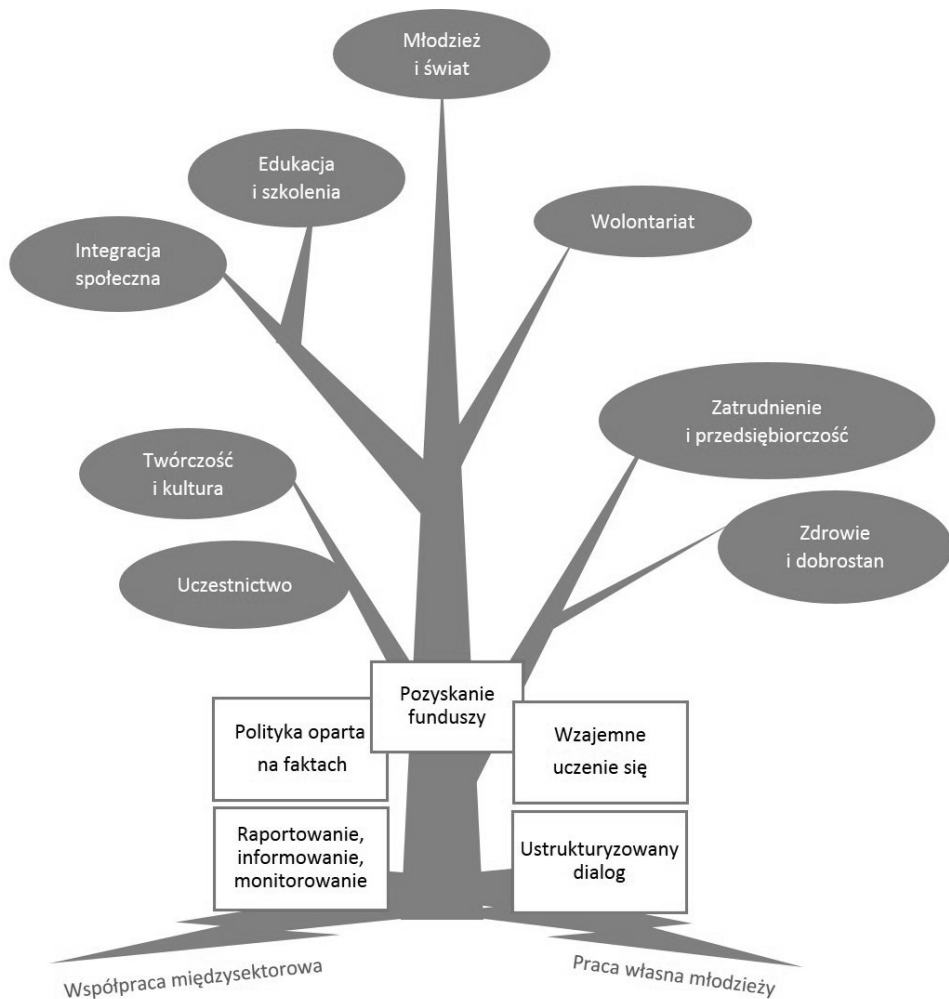 Młodzież
i świat
Edukacja
i szkolenia
Wolontariat
Integracja
społeczna
Zatrudnienie
i przedsiębiorczość
Twórczość
i kultura
Zdrowie
i dobrostan
Uczestnictwo
Pozyskanie
funduszy
Polityka oparta
na faktach
Wzajemne
uczenie się
Raportowanie,
informowanie,
monitorowanie
Ustrukturyzowany
dialog
Współpraca międzysektorowa
Praca własna młodzieży